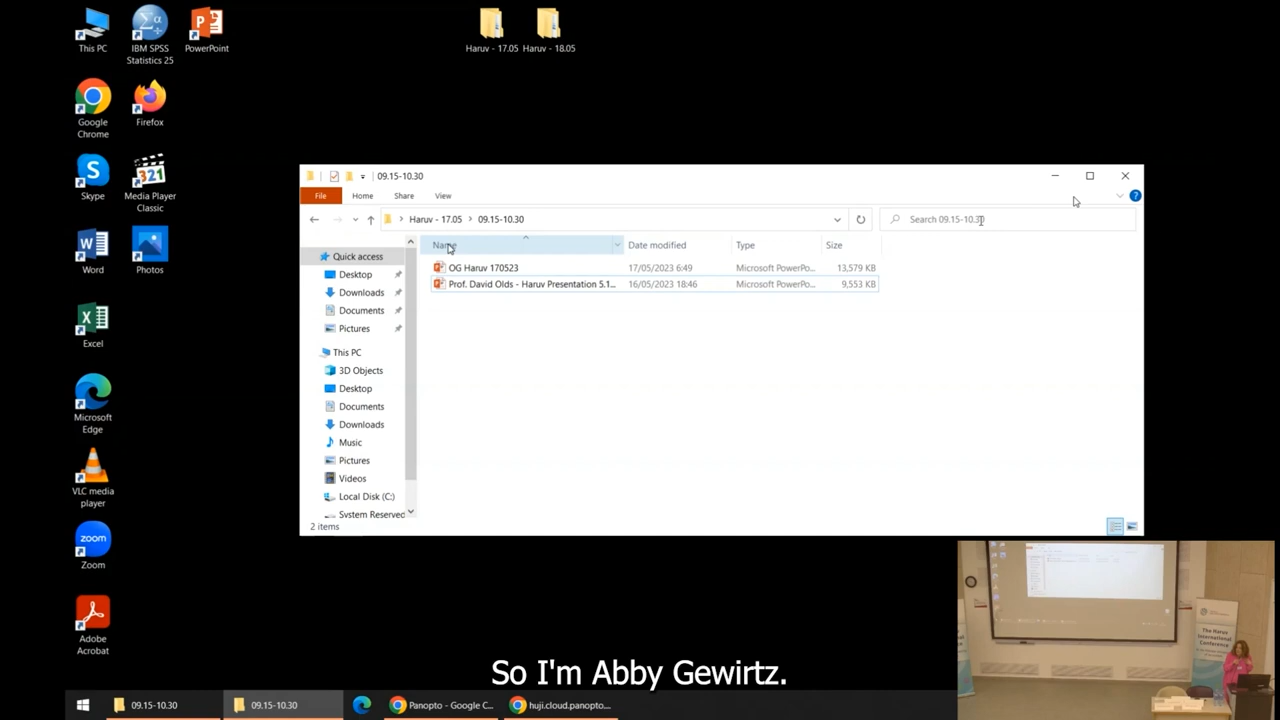 This PC
IBM SPSS
Statistics 25
PowerPoint
Haruv - 17.05
Haruv - 18.05
Google
Chrome
Firefox
Skype
Media Player
Classic
Word
Photos
Excel
Microsoft
Edge
VLC media
player
zoom
Zoom
Adobe
Acrobat
09.15-10.30
File Home Share View
Haruv - 17.05 > 09.15-10.30
Search 09.15-10.30
Name Date modified Type Size
OG Haruv 170523 17/05/2023 6:49 Microsoft PowerPo... 13,579 KB
Prof. David Olds - Haruv Presentation 5.1... 16/05/2023 18:46 Microsoft PowerPo... 9,553 KB
Quick access
Desktop
Downloads
Documents
Pictures
This PC
3D Objects
Desktop
Documents
Downloads
Music
Pictures
Videos
Local Disk (C:)
System Reserved
2 items
The Haruv
International
Conference
So I'm Abby Gewirtz.
09.15-10.30
09.15-10.30
Panopto - Google C...
huji.cloud.panopto....